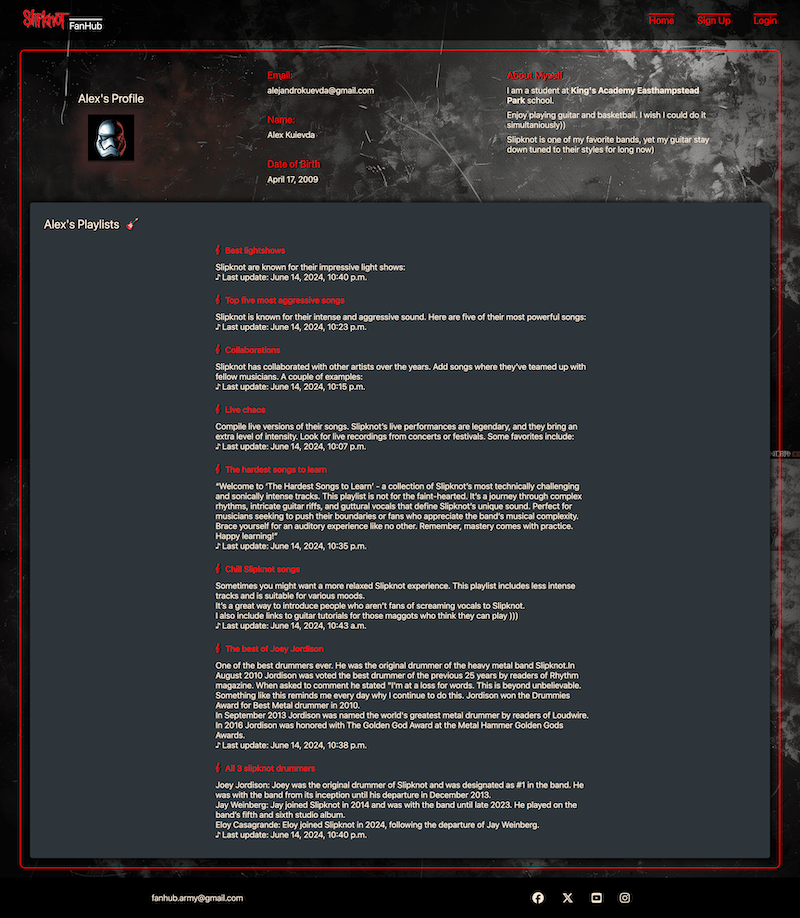 Slipknot FanHub
Home Sign Up Login
Alex's Profile
Email:
alejandrokuevda@gmail.com
Name:
Alex Kuievda
Date of Birth
April 17, 2009
About Myself
I am a student at King's Academy Easthampstead
Park school.
Enjoy playing guitar and basketball. I wish I could do it
simultaniously))
Slipknot is one of my favorite bands, yet my guitar stay
down tuned to their styles for long now)
Alex's Playlists
Best lightshows
Slipknot are known for their impressive light shows:
♪ Last update: June 14, 2024, 10:40 p.m.
Top five most aggressive songs
Slipknot is known for their intense and aggressive sound. Here are five of their most powerful songs:
♪ Last update: June 14, 2024, 10:23 p.m.
Collaborations
Slipknot has collaborated with other artists over the years. Add songs where they've teamed up with
fellow musicians. A couple of examples:
♪ Last update: June 14, 2024, 10:15 p.m.
Live chaos
Compile live versions of their songs. Slipknot's live performances are legendary, and they bring an
extra level of intensity. Look for live recordings from concerts or festivals. Some favorites include:
♪ Last update: June 14, 2024, 10:07 p.m.
The hardest songs to learn
“Welcome to ‘The Hardest Songs to Learn’ - a collection of Slipknot's most technically challenging
and sonically intense tracks. This playlist is not for the faint-hearted. It's a journey through complex
rhythms, intricate guitar riffs, and guttural vocals that define Slipknot's unique sound. Perfect for
musicians seeking to push their boundaries or fans who appreciate the band's musical complexity.
Brace yourself for an auditory experience like no other. Remember, mastery comes with practice.
Happy learning!”
♪ Last update: June 14, 2024, 10:35 p.m.
Chill Slipknot songs
Sometimes you might want a more relaxed Slipknot experience. This playlist includes less intense
tracks and is suitable for various moods.
It's a great way to introduce people who aren't fans of screaming vocals to Slipknot.
I also include links to guitar tutorials for those maggots who think they can play )))
♪ Last update: June 14, 2024, 10:43 a.m.
The best of Joey Jordison
One of the best drummers ever. He was the original drummer of the heavy metal band Slipknot.In
August 2010 Jordison was voted the best drummer of the previous 25 years by readers of Rhythm
magazine. When asked to comment he stated "I'm at a loss for words. This is beyond unbelievable.
Something like this reminds me every day why I continue to do this. Jordison won the Drummies
Award for Best Metal drummer in 2010.
In September 2013 Jordison was named the world's greatest metal drummer by readers of Loudwire.
In 2016 Jordison was honored with The Golden God Award at the Metal Hammer Golden Gods
Awards.
♪ Last update: June 14, 2024, 10:38 p.m.
All 3 slipknot drummers
Joey Jordison: Joey was the original drummer of Slipknot and was designated as #1 in the band. He
was with the band from its inception until his departure in December 2013.
Jay Weinberg: Jay joined Slipknot in 2014 and was with the band until late 2023. He played on the
band's fifth and sixth studio album.
Eloy Casagrande: Eloy joined Slipknot in 2024, following the departure of Jay Weinberg.
♪ Last update: June 14, 2024, 10:40 p.m.
fanhub.army@gmail.com